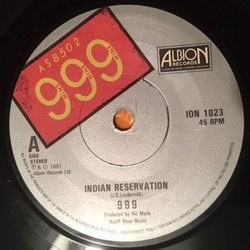 AS 8502
999
ALBION
RECORDS
ION 1023
45 RPM
A
SIDE
STEREO
℗ © 1981
Albion Records Ltd
INDIAN RESERVATION
(J.D.Loudermilk)
999
Produced by Vic Maile
Acuff Rose Music